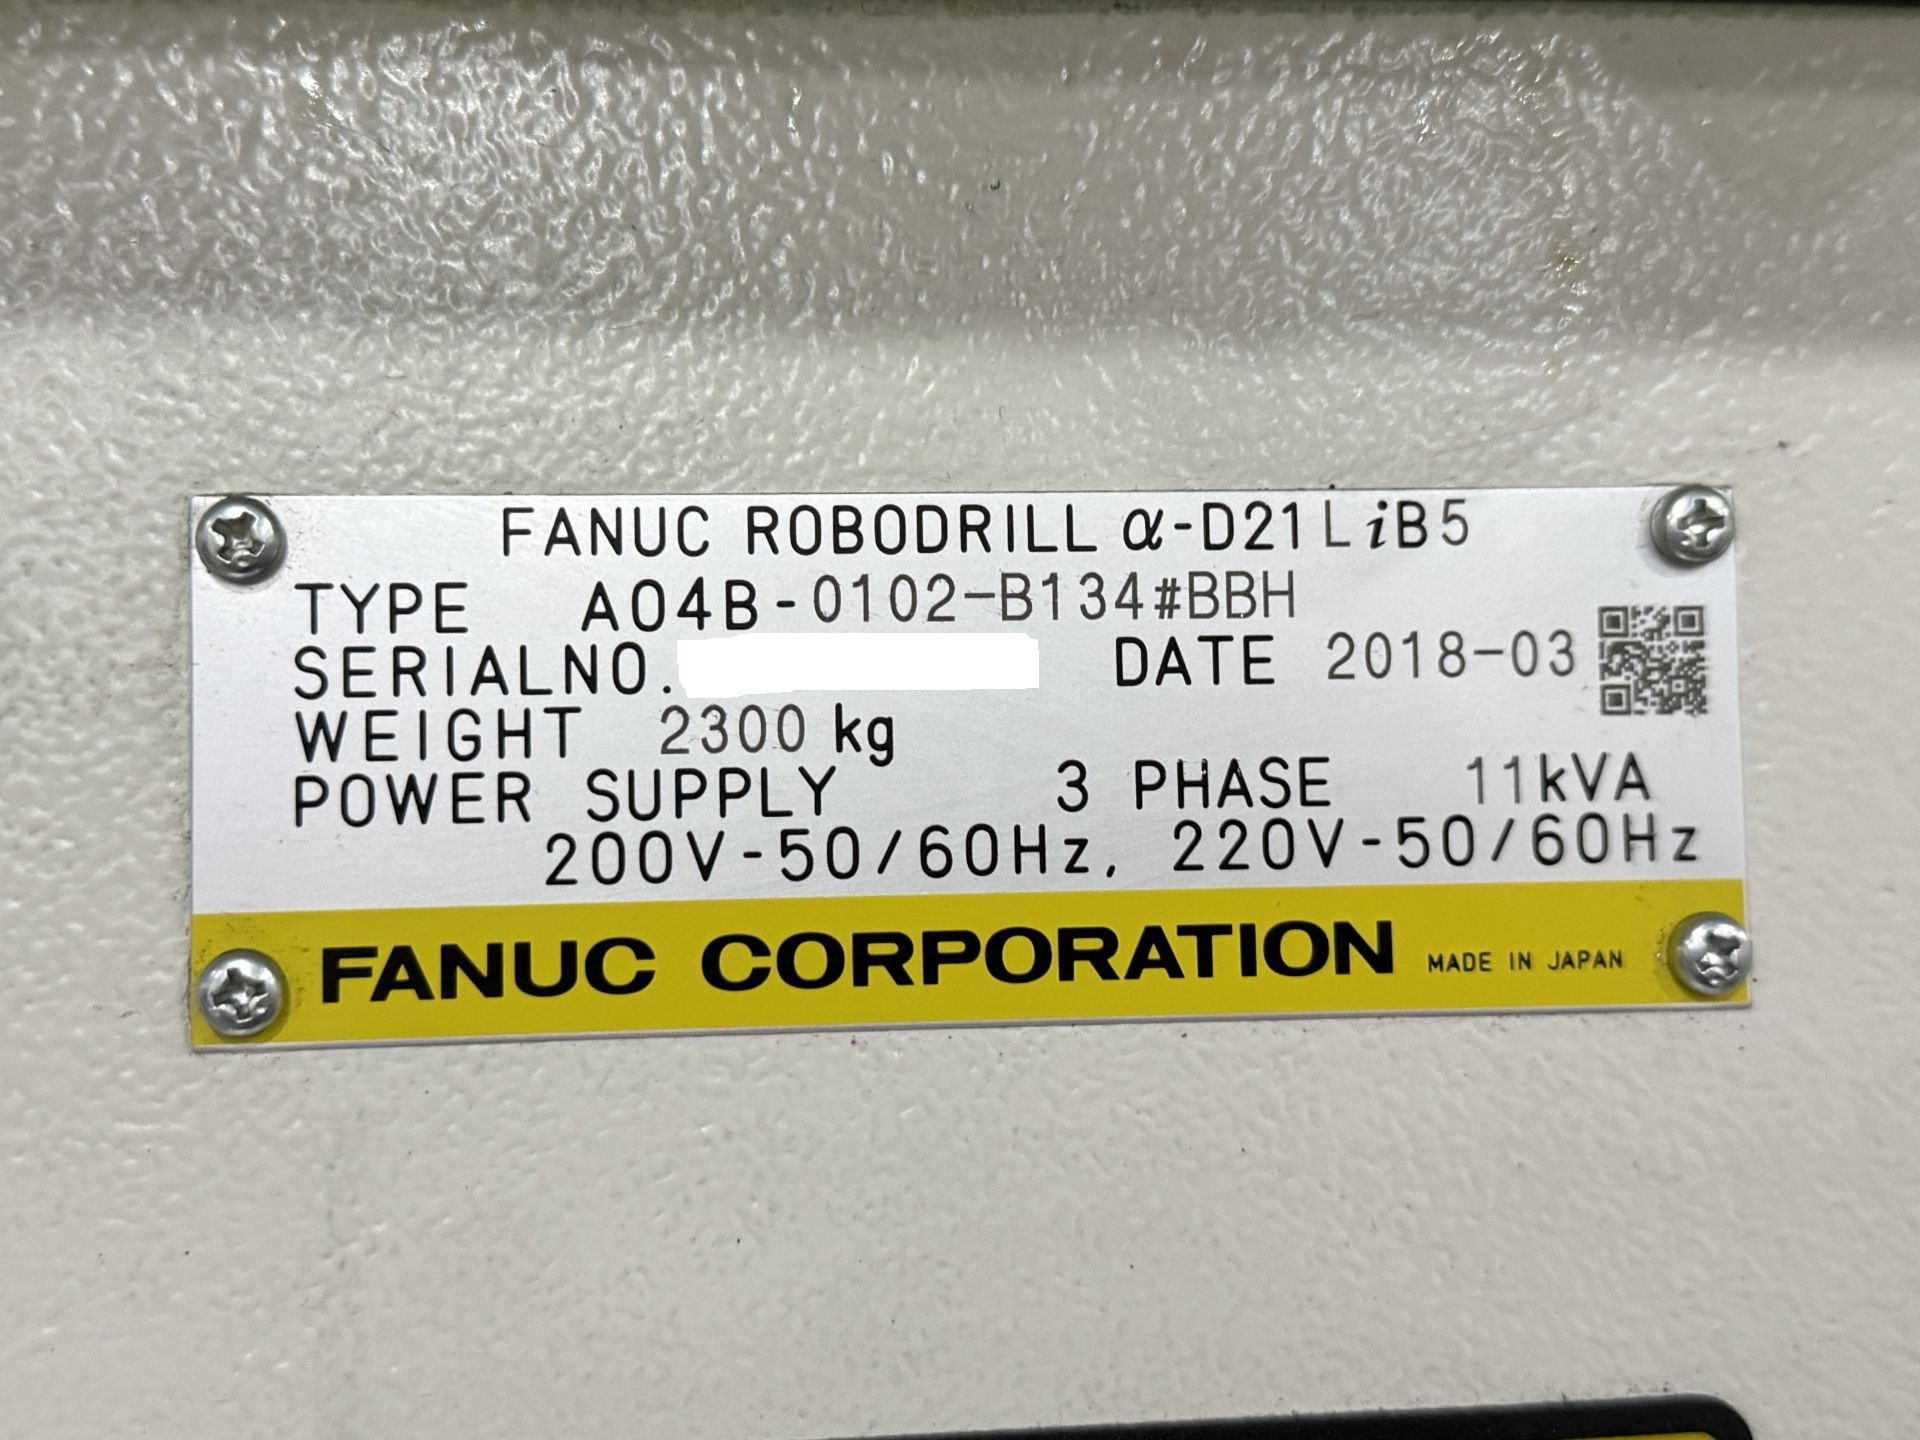 FANUC ROBODRILL α-D21LiB5
TYPE A04B-0102-B134#BBH
SERIALNO. DATE 2018-03
WEIGHT 2300 kg
POWER SUPPLY 3 PHASE 11kVA
200V-50/60Hz, 220V-50/60Hz
FANUC CORPORATION MADE IN JAPAN